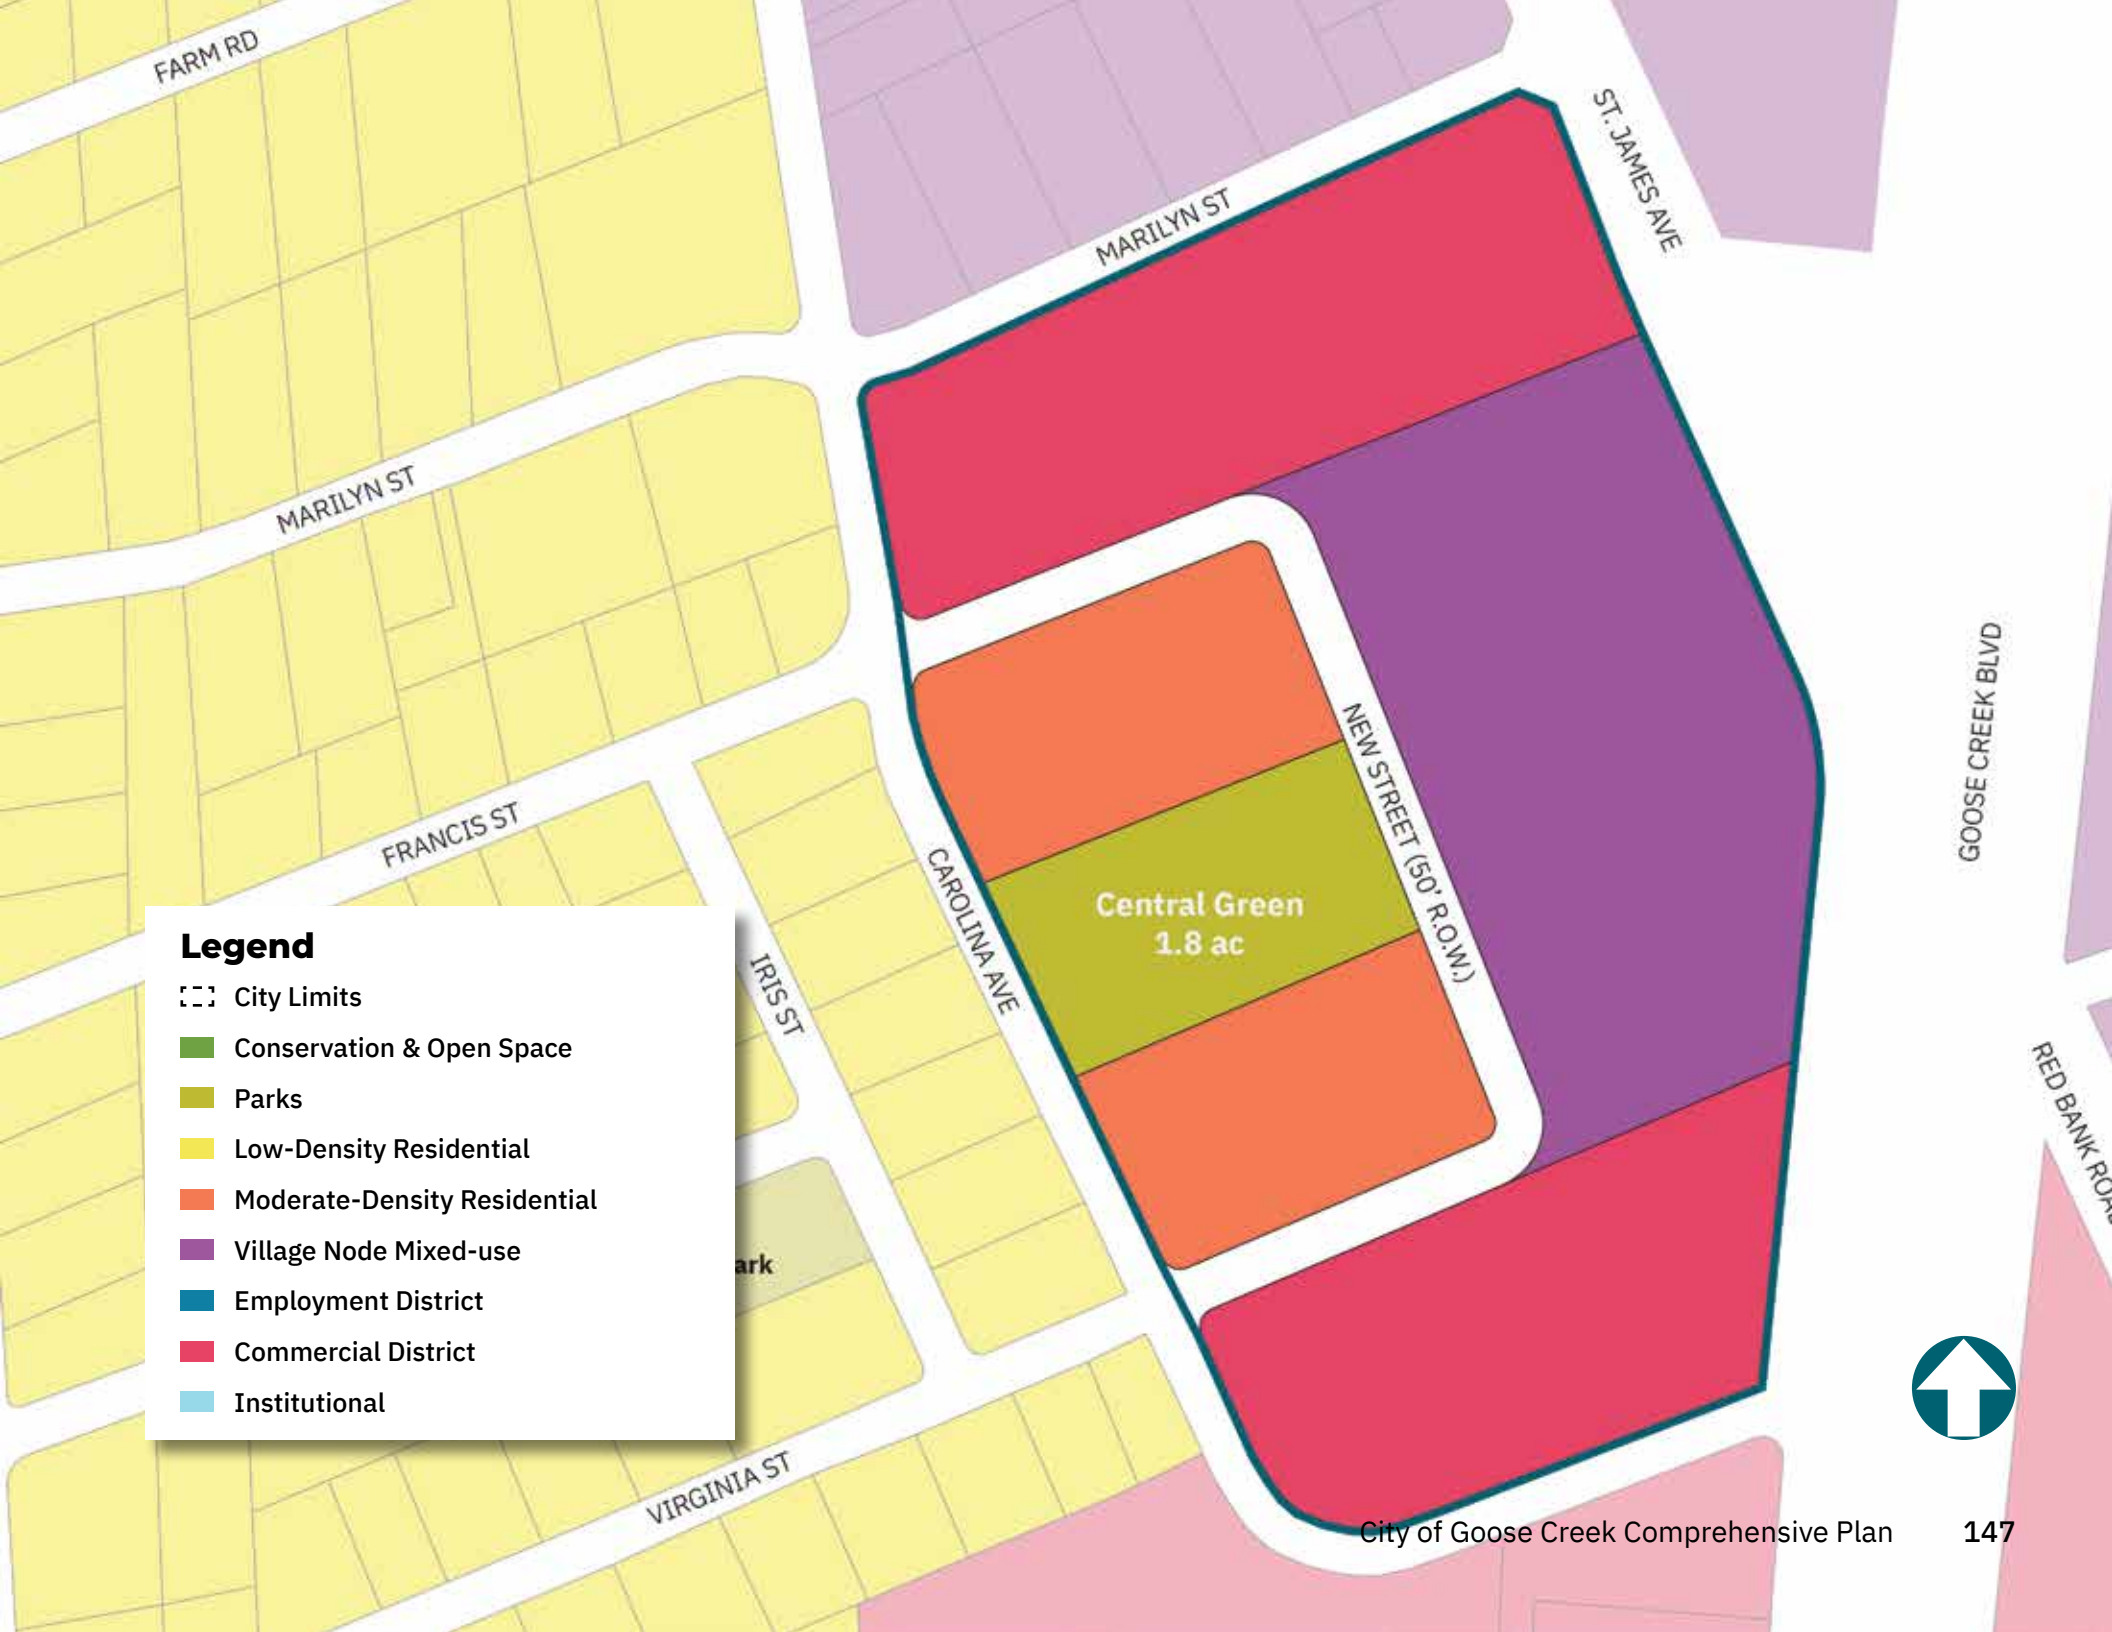 FARM RD
ST. JAMES AVE
MARILYN ST
MARILYN ST
GOOSE CREEK BLVD
NEW STREET (50' R.O.W.)
FRANCIS ST
CAROLINA AVE
Central Green
1.8 ac
IRIS ST
RED BANK ROAD
Legend
City Limits
Conservation & Open Space
Parks
Low-Density Residential
Moderate-Density Residential
Village Node Mixed-use
Employment District
Commercial District
Institutional
ark
VIRGINIA ST
City of Goose Creek Comprehensive Plan 147